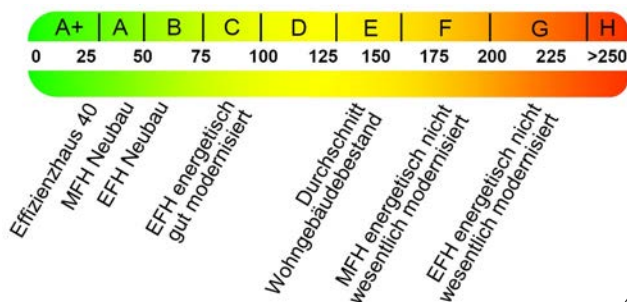 A+ A B C D E F G H
0 25 50 75 100 125 150 175 200 225 >250
Effizienzhaus 40
MFH Neubau
EFH Neubau
EFH energetisch
gut modernisiert
Durchschnitt
Wohngebäudebestand
MFH energetisch nicht
wesentlich modernisiert
EFH energetisch nicht
wesentlich modernisiert